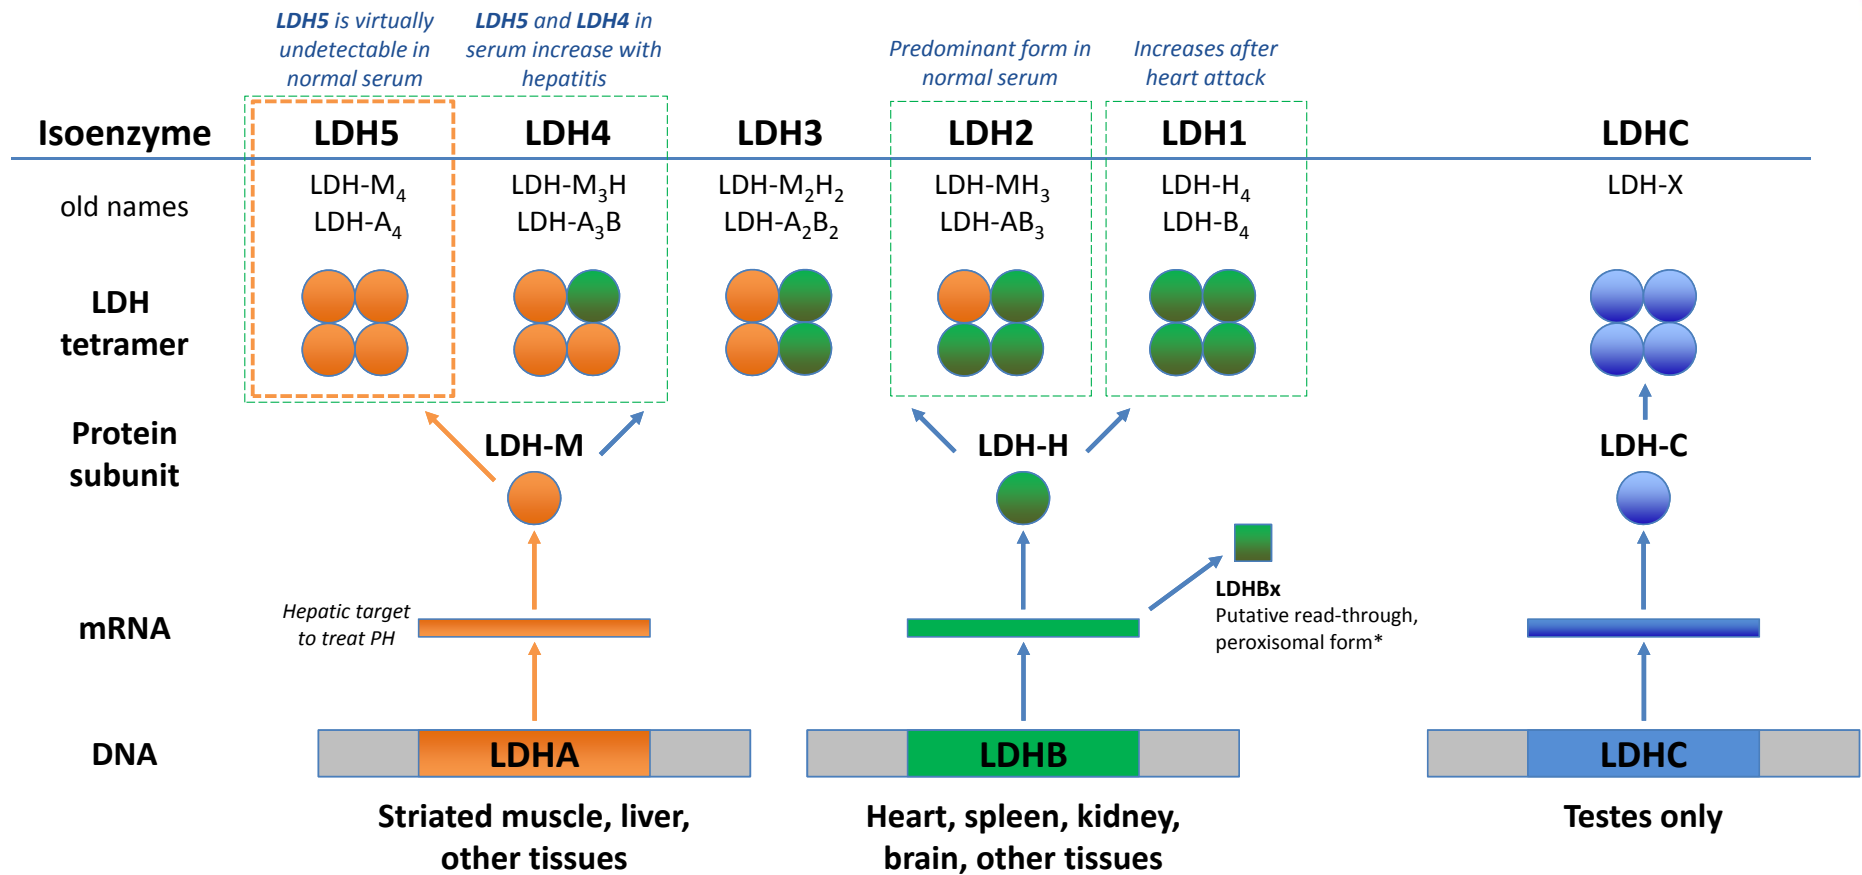 LDH5 is virtually
undetectable in
normal serum
LDH5 and LDH4 in
serum increase with
hepatitis
Predominant form in
normal serum
Increases after
heart attack
Isoenzyme
LDH5
LDH4
LDH3
LDH2
LDH1
LDHC
old names
LDH-M₄
LDH-M₃H
LDH-M₂H₂
LDH-MH₃
LDH-H₄
LDH-X
LDH-A₄
LDH-A₃B
LDH-A₂B₂
LDH-AB₃
LDH-B₄
LDH
tetramer
Protein
subunit
LDH-M
LDH-H
LDH-C
mRNA
Hepatic target
to treat PH
LDHBx
Putative read-through,
peroxisomal form*
DNA
LDHA
LDHB
LDHC
Striated muscle, liver,
other tissues
Heart, spleen, kidney,
brain, other tissues
Testes only